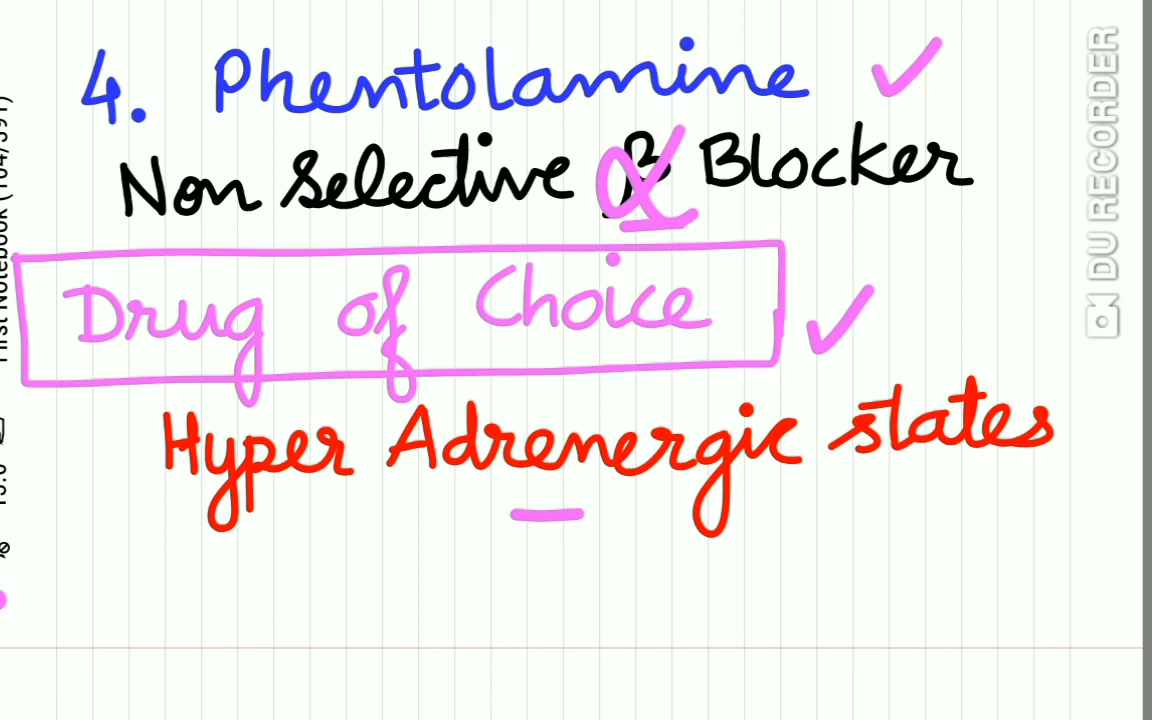 4. Phentolamine ✓
Non Selective α Blocker
Drug of Choice ✓
Hyper Adrenergic states
DU RECORDER